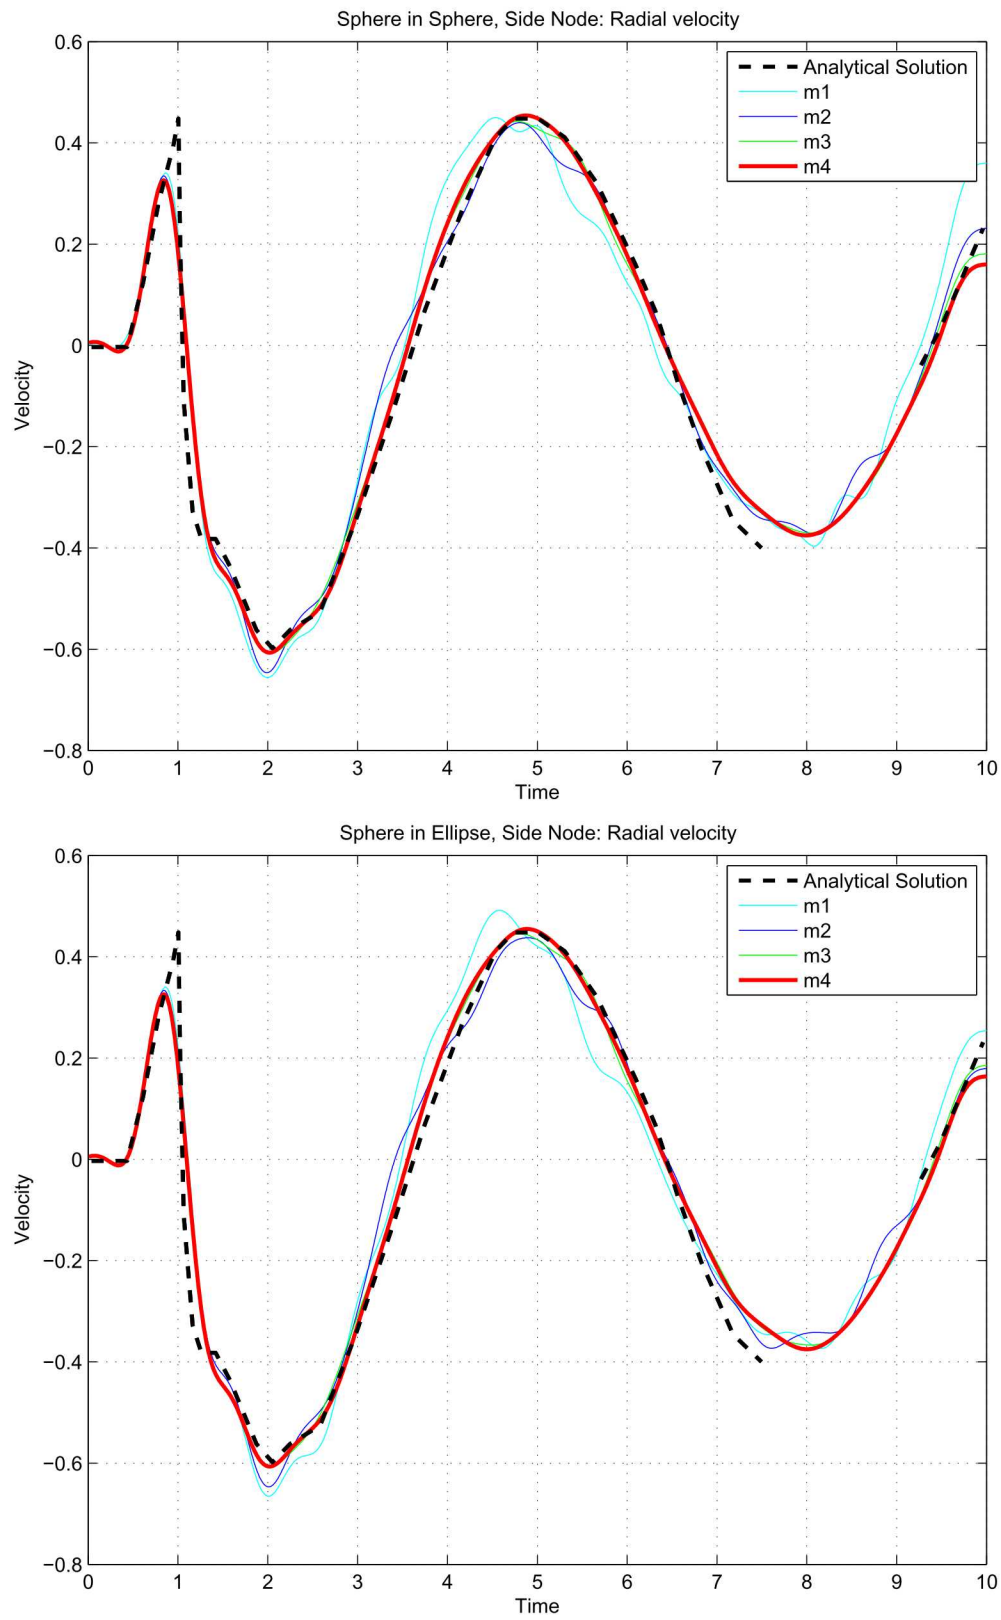 Sphere in Sphere, Side Node: Radial velocity
0.6
0.4
0.2
0
−0.2
−0.4
−0.6
−0.8
Velocity
Analytical Solution
m1
m2
m3
m4
0 1 2 3 4 5 6 7 8 9 10
Time
Sphere in Ellipse, Side Node: Radial velocity
0.6
0.4
0.2
0
−0.2
−0.4
−0.6
−0.8
Velocity
Analytical Solution
m1
m2
m3
m4
0 1 2 3 4 5 6 7 8 9 10
Time